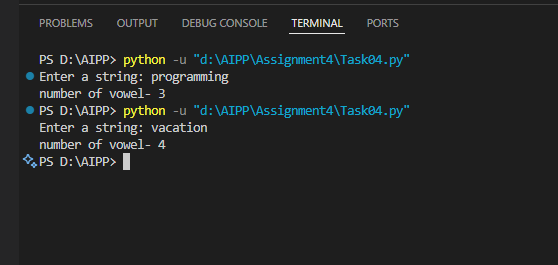 PROBLEMS OUTPUT DEBUG CONSOLE TERMINAL PORTS
PS D:\AIPP> python -u "d:\AIPP\Assignment4\Task04.py"
Enter a string: programming
number of vowel- 3
PS D:\AIPP> python -u "d:\AIPP\Assignment4\Task04.py"
Enter a string: vacation
number of vowel- 4
PS D:\AIPP>